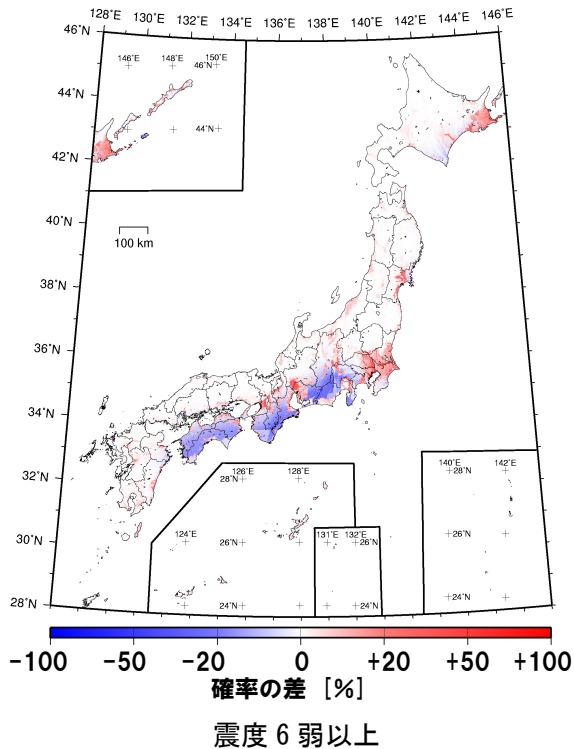 128°E 130°E 132°E 134°E 136°E 138°E 140°E 142°E 144°E 146°E
46°N
146°E 148°E 150°E
46°N
44°N
44°N
42°N
40°N
100 km
38°N
36°N
34°N
32°N
126°E 128°E
28°N
140°E 142°E
28°N
124°E
131°E 132°E
30°N
26°N
26°N
26°N
28°N
24°N
24°N
24°N
-100 -50 -20 0 +20 +50 +100
確率の差 [%]
震度6弱以上